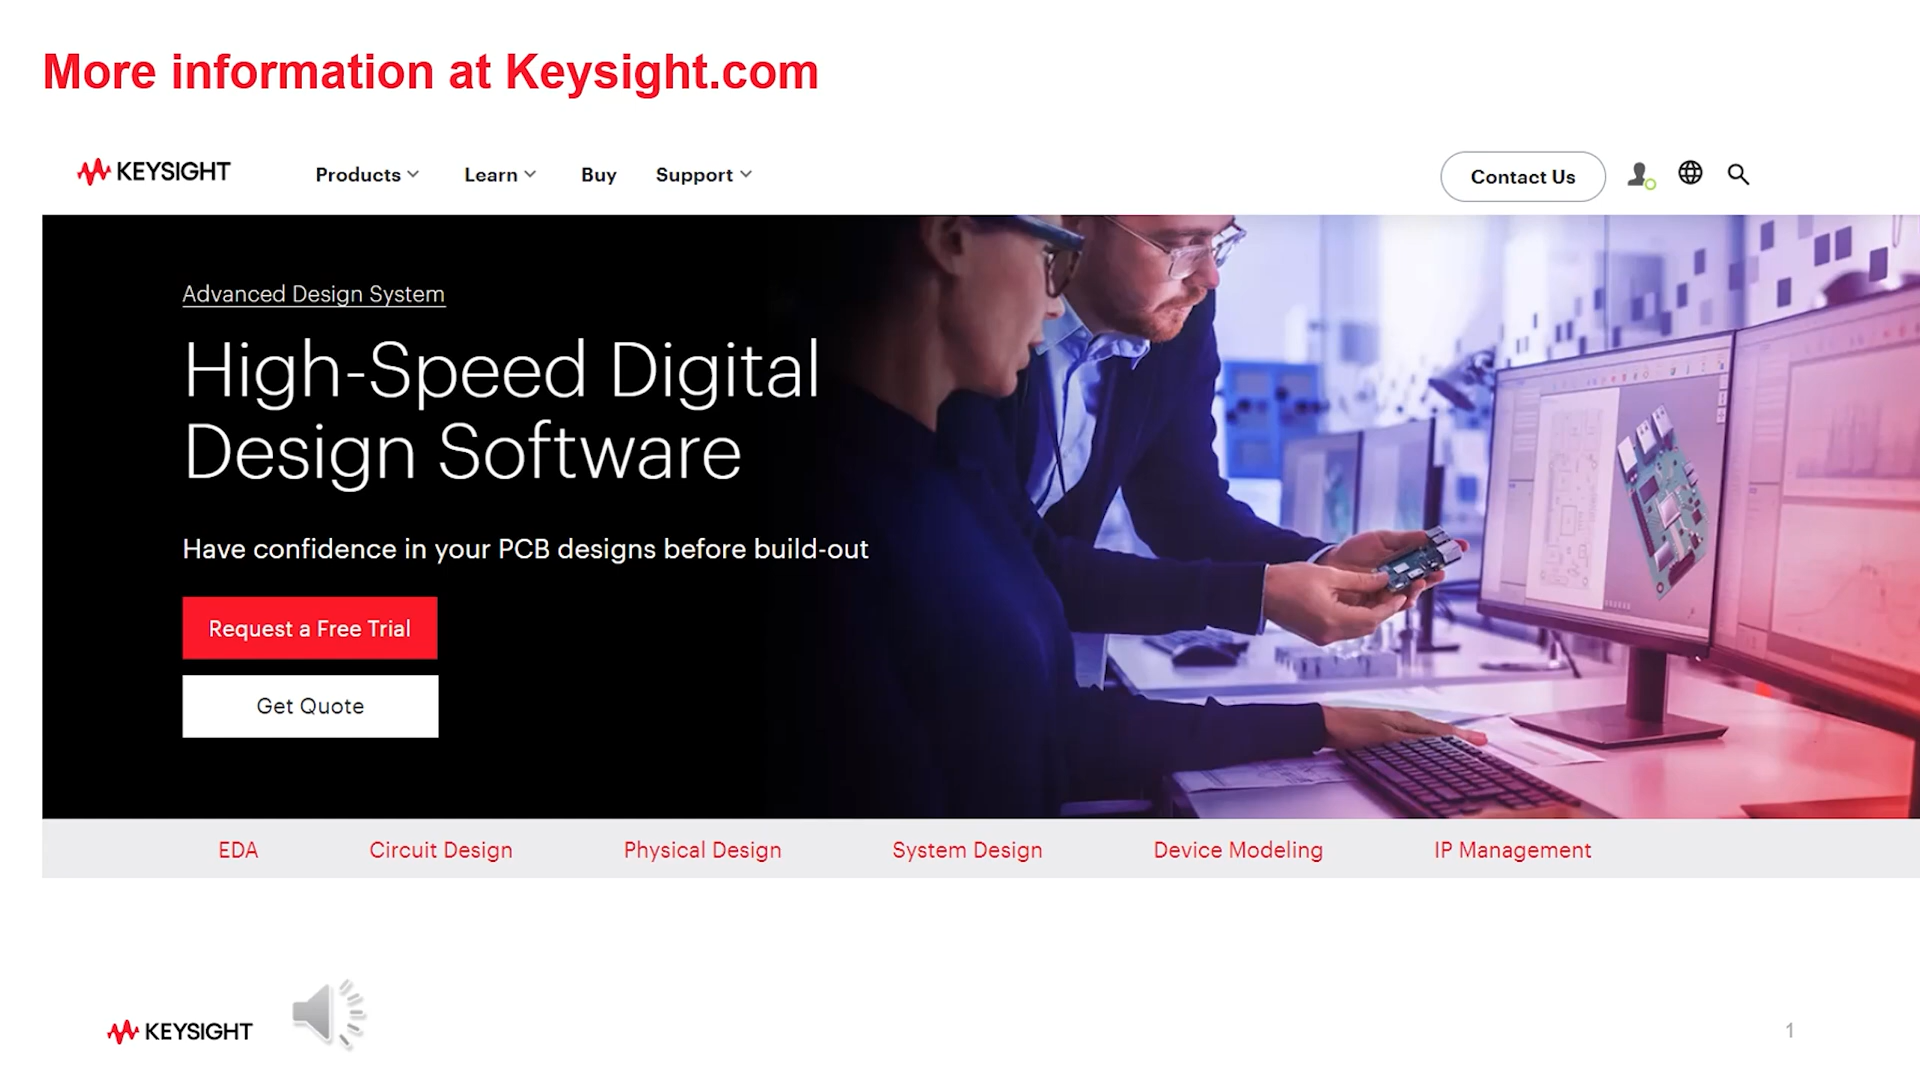 More information at Keysight.com
KEYSIGHT
Products
Learn
Buy
Support
Contact Us
Advanced Design System
High-Speed Digital
Design Software
Have confidence in your PCB designs before build-out
Request a Free Trial
Get Quote
EDA
Circuit Design
Physical Design
System Design
Device Modeling
IP Management
KEYSIGHT
1